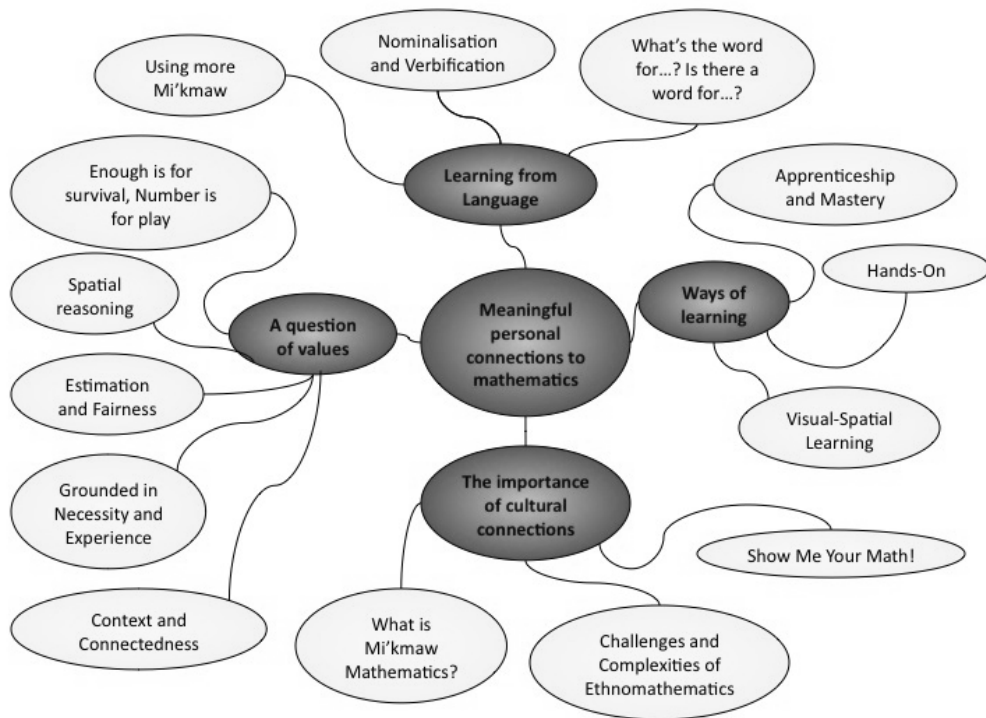 Nominalisation
and Verbification
What's the word
for...? Is there a
word for...?
Using more
Mi'kmaw
Learning from
Language
Enough is for
survival, Number is
for play
Apprenticeship
and Mastery
Hands-On
Spatial
reasoning
A question
of values
Meaningful
personal
connections to
mathematics
Ways of
learning
Estimation
and Fairness
Visual-Spatial
Learning
Grounded in
Necessity and
Experience
The importance
of cultural
connections
Show Me Your Math!
Context and
Connectedness
What is
Mi'kmaw
Mathematics?
Challenges and
Complexities of
Ethnomathematics